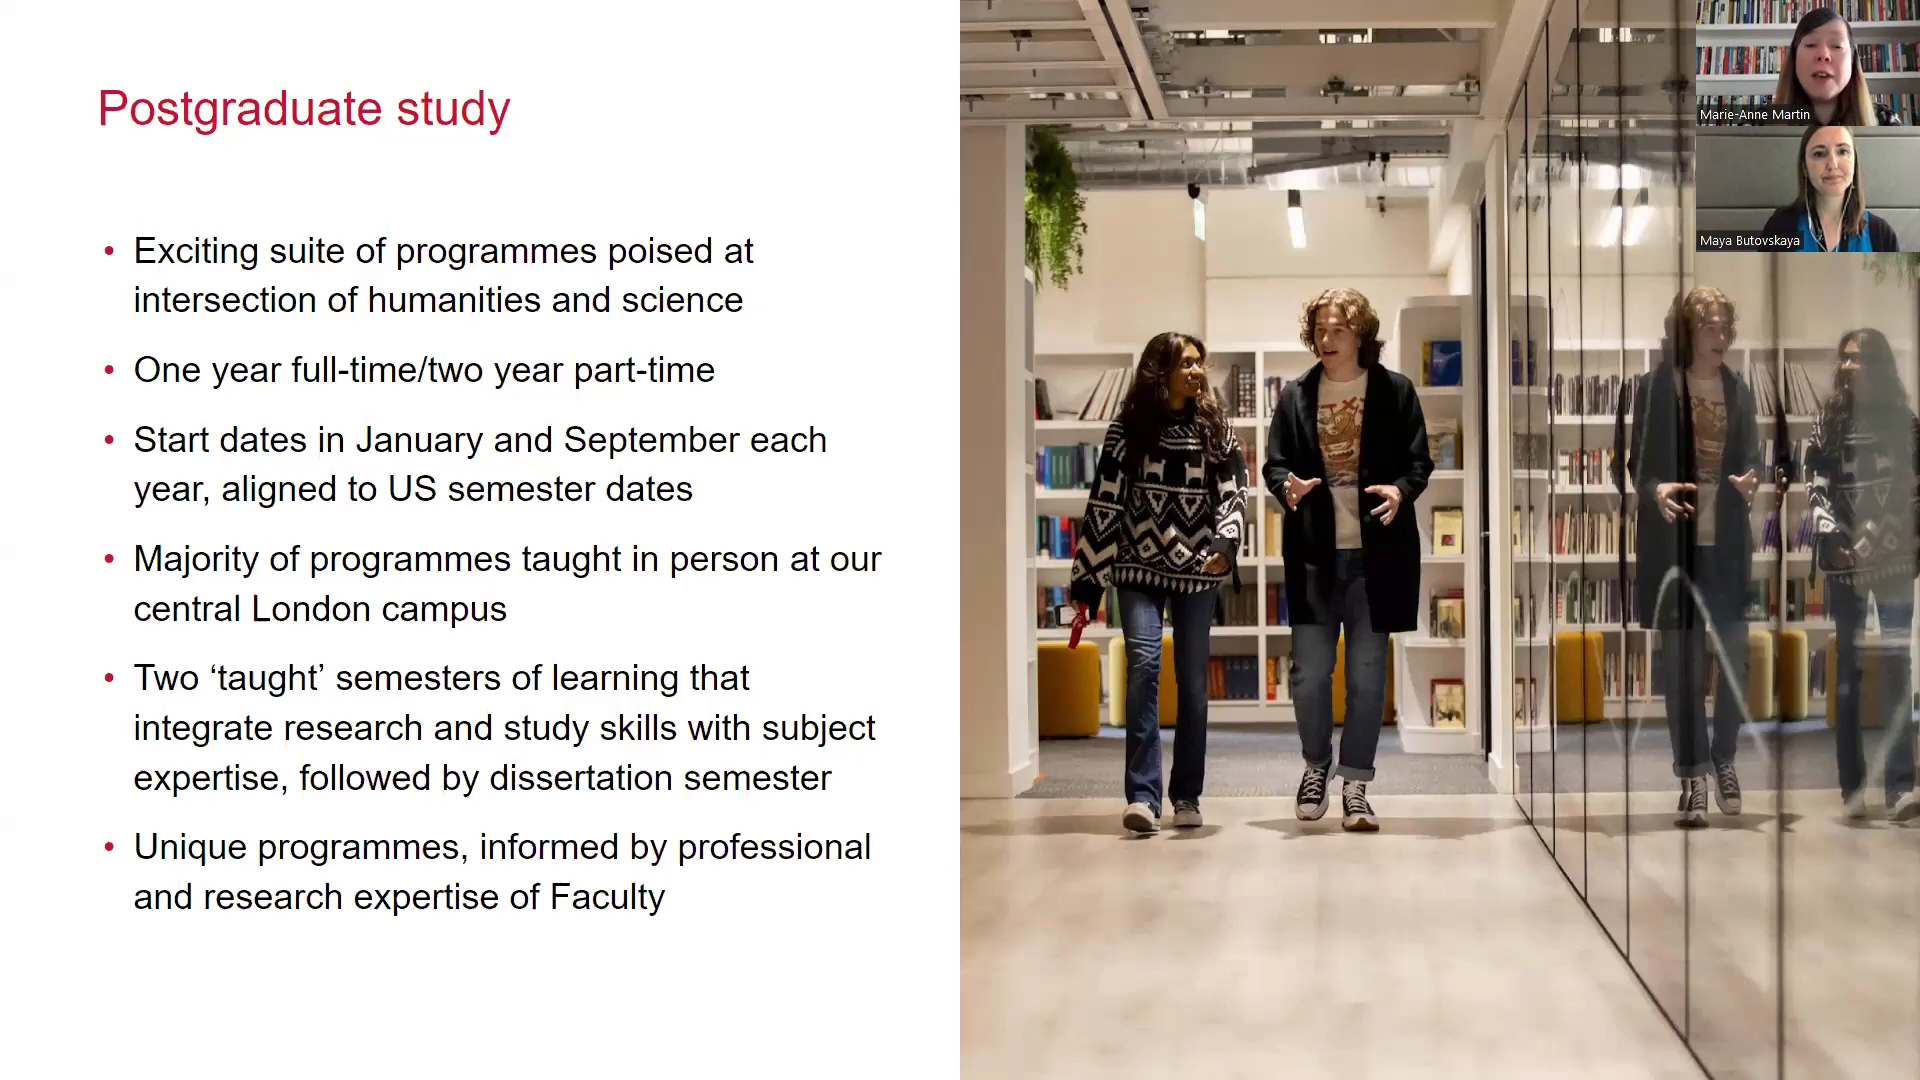 Postgraduate study
• Exciting suite of programmes poised at
intersection of humanities and science
• One year full-time/two year part-time
• Start dates in January and September each
year, aligned to US semester dates
• Majority of programmes taught in person at our
central London campus
• Two ‘taught’ semesters of learning that
integrate research and study skills with subject
expertise, followed by dissertation semester
• Unique programmes, informed by professional
and research expertise of Faculty
Marie-Anne Martin
Maya Butovskaya